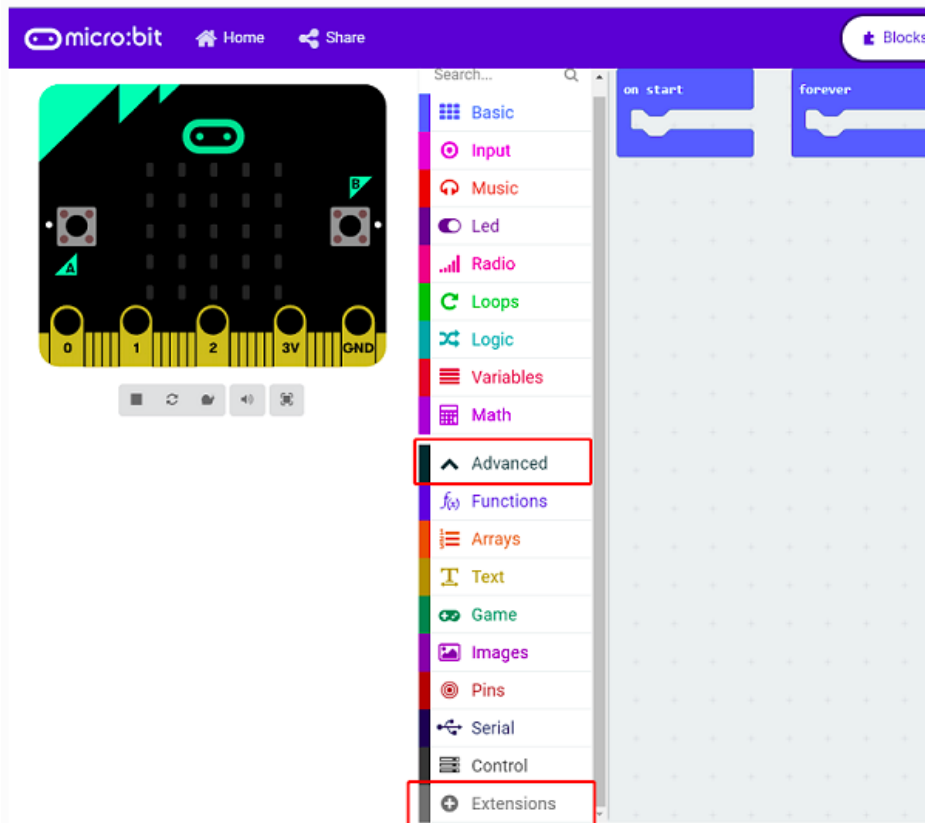 micro:bit Home Share Blocks
Search...
Basic
Input
Music
Led
Radio
Loops
Logic
Variables
Math
Advanced
f(x) Functions
Arrays
Text
Game
Images
Pins
Serial
Control
Extensions
B
A
0 1 2 3V GND
on start
forever